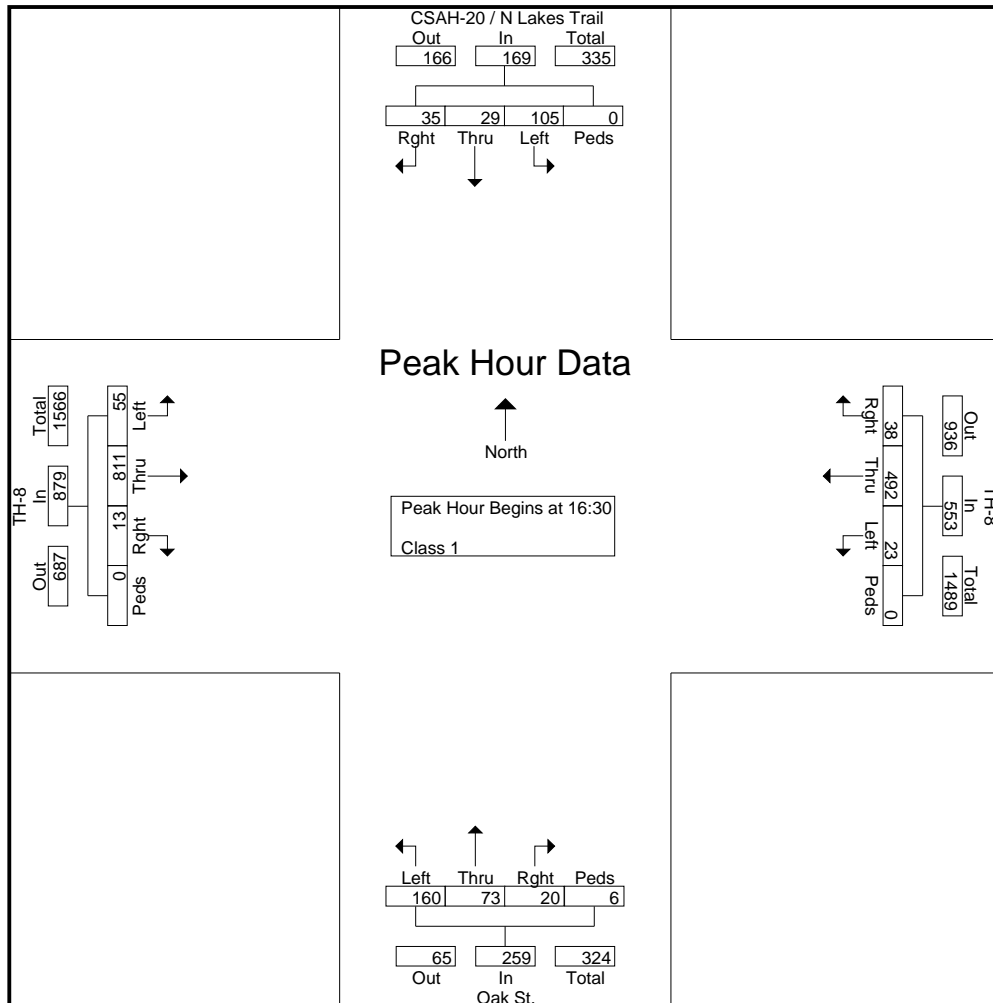 CSAH-20 / N Lakes Trail
Out In Total
166 169 335
35 29 105 0
Rght Thru Left Peds
Peak Hour Data
North
Peak Hour Begins at 16:30
Class 1
TH-8
Out In Total
687 879 1566
Left Thru Rght Peds
55 811 13 0
TH-8
Out In Total
936 553 1489
Rght Thru Left Peds
38 492 23 0
Left Thru Rght Peds
160 73 20 6
65 259 324
Out In Total
Oak St.